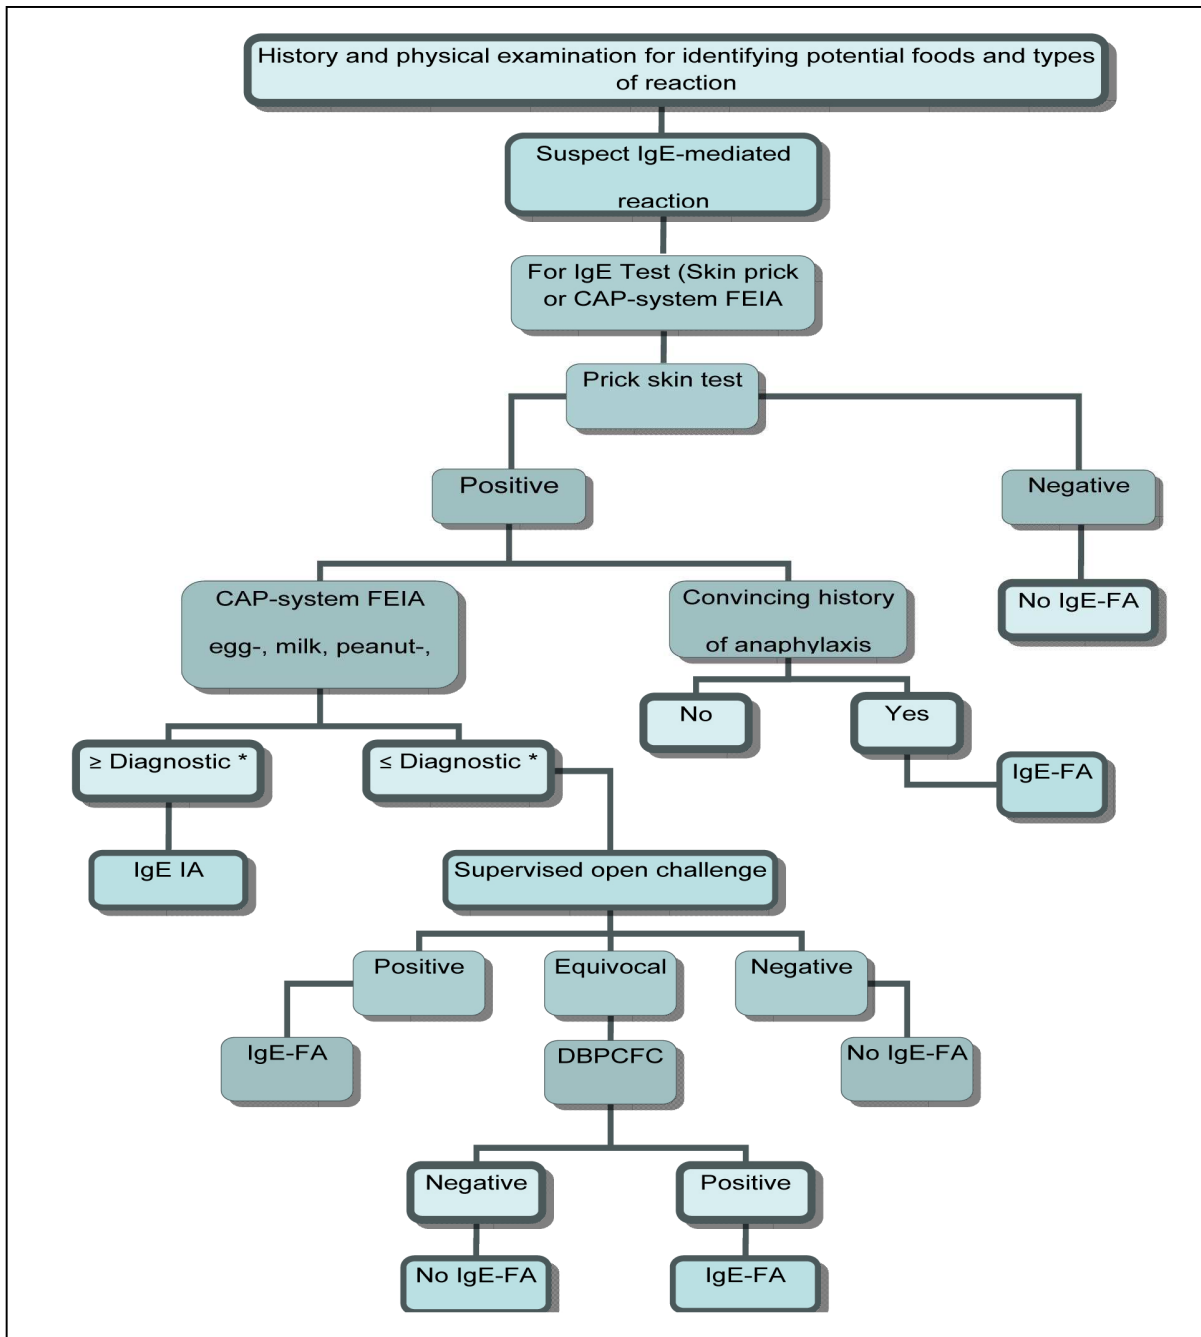 History and physical examination for identifying potential foods and types
of reaction
Suspect IgE-mediated
reaction
For IgE Test (Skin prick
or CAP-system FEIA
Prick skin test
Positive
Negative
CAP-system FEIA
egg-, milk, peanut-,
Convincing history
of anaphylaxis
No IgE-FA
No
Yes
≥ Diagnostic *
≤ Diagnostic *
IgE-FA
IgE IA
Supervised open challenge
Positive
Equivocal
Negative
IgE-FA
DBPCFC
No IgE-FA
Negative
Positive
No IgE-FA
IgE-FA